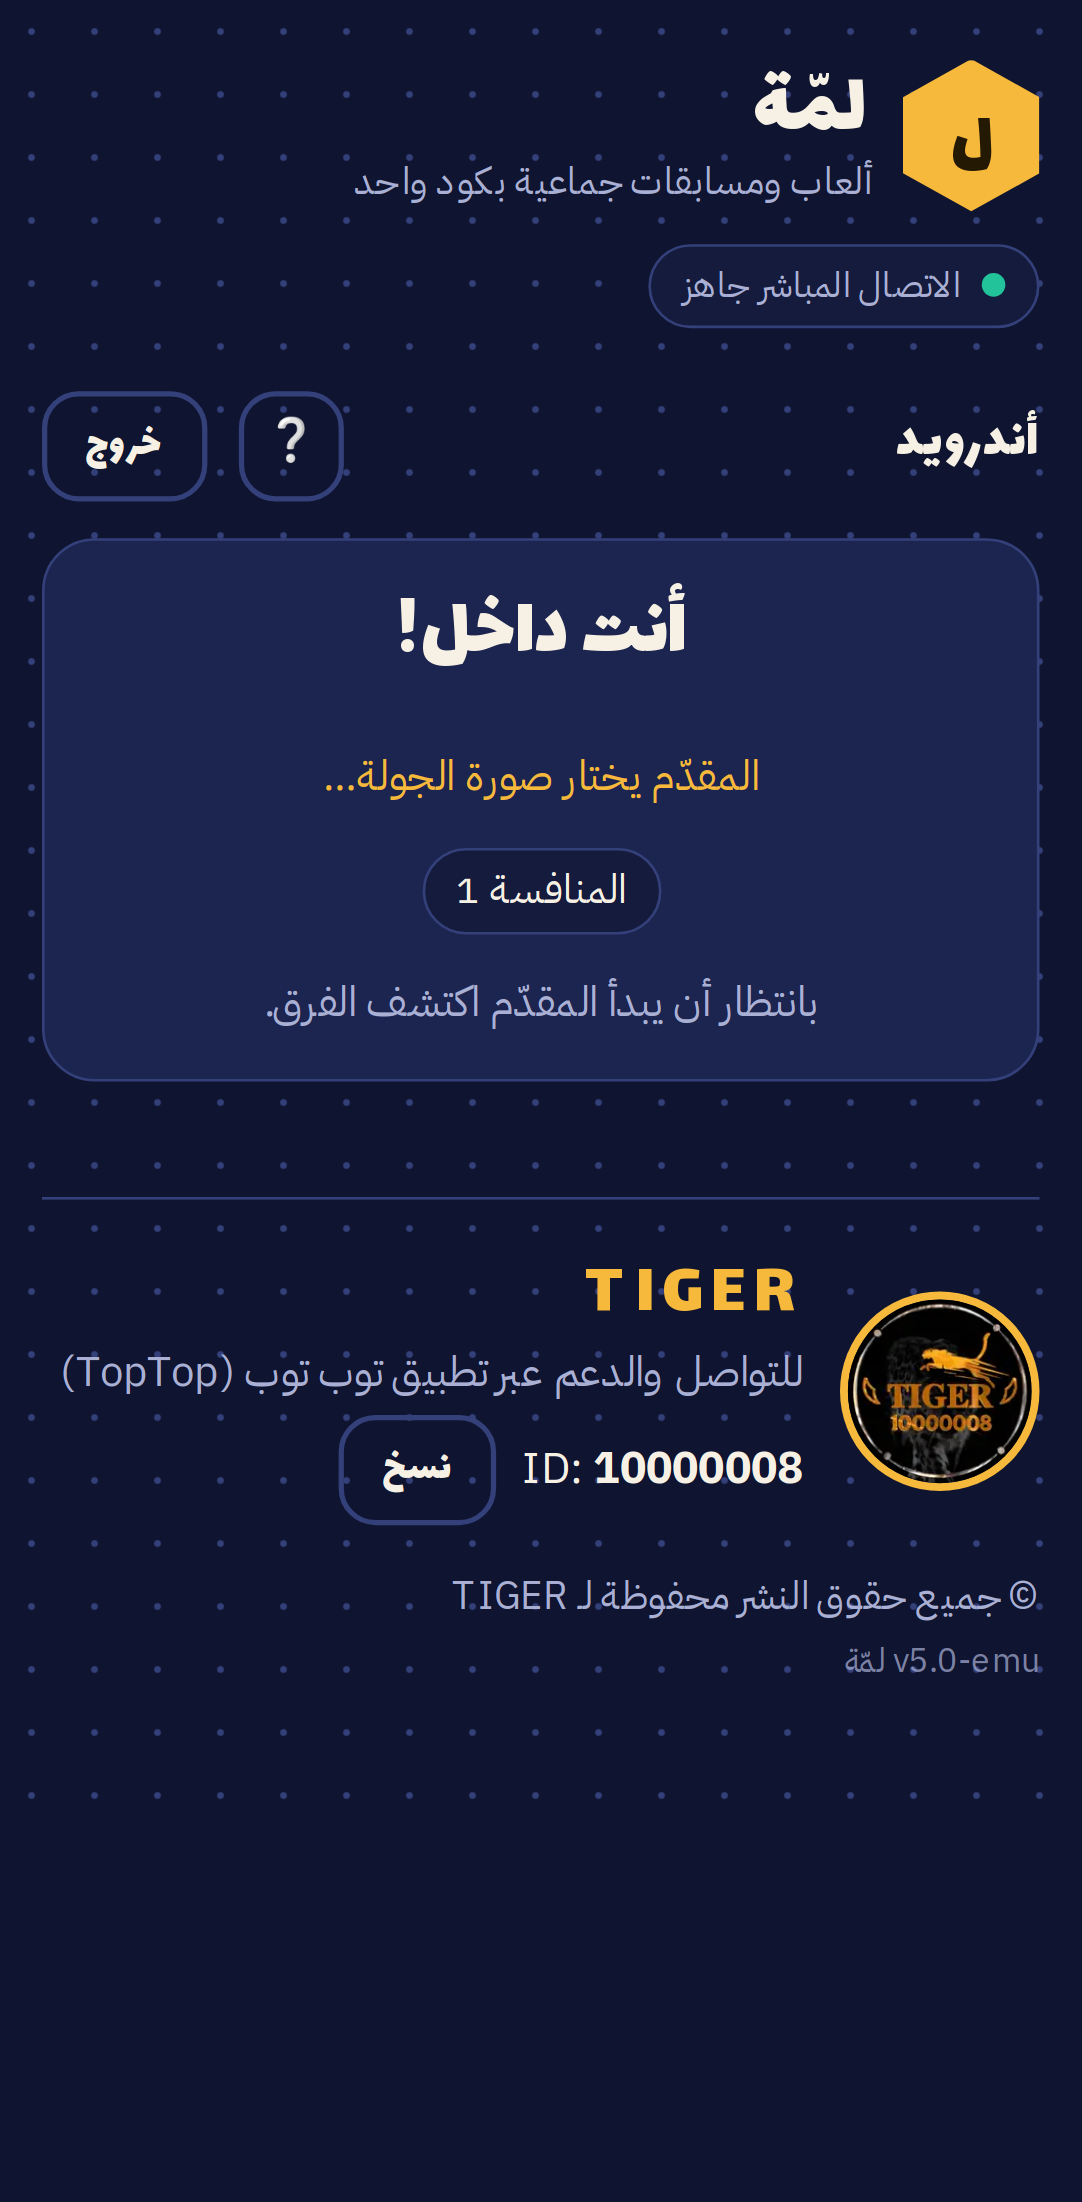 ل
لمّة
ألعاب ومسابقات جماعية بكود واحد
الاتصال المباشر جاهز
أندرويد
❔
خروج
أنت داخل!
المقدّم يختار صورة الجولة...
المنافسة 1
بانتظار أن يبدأ المقدّم اكتشف الفرق.
TIGER
10000008
TIGER
للتواصل والدعم عبر تطبيق توب توب (TopTop)
ID: 10000008
نسخ
© جميع حقوق النشر محفوظة لـ TIGER
لمّة v5.0-emu